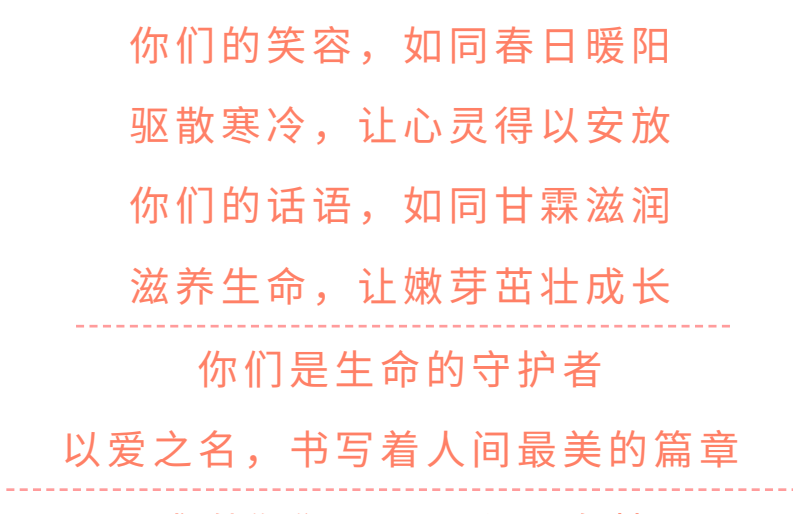 你们的笑容，如同春日暖阳
驱散寒冷，让心灵得以安放
你们的话语，如同甘霖滋润
滋养生命，让嫩芽茁壮成长
你们是生命的守护者
以爱之名，书写着人间最美的篇章